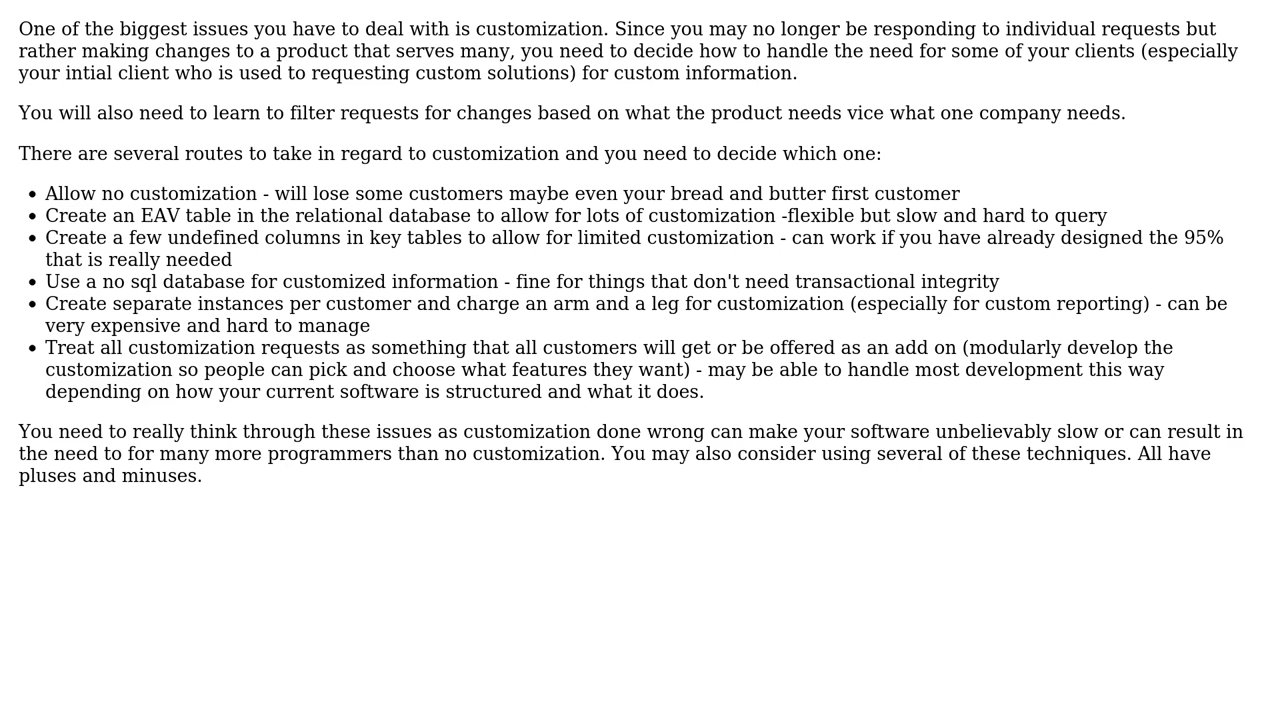 One of the biggest issues you have to deal with is customization. Since you may no longer be responding to individual requests but
rather making changes to a product that serves many, you need to decide how to handle the need for some of your clients (especially
your intial client who is used to requesting custom solutions) for custom information.
You will also need to learn to filter requests for changes based on what the product needs vice what one company needs.
There are several routes to take in regard to customization and you need to decide which one:
• Allow no customization - will lose some customers maybe even your bread and butter first customer
• Create an EAV table in the relational database to allow for lots of customization -flexible but slow and hard to query
• Create a few undefined columns in key tables to allow for limited customization - can work if you have already designed the 95%
that is really needed
• Use a no sql database for customized information - fine for things that don't need transactional integrity
• Create separate instances per customer and charge an arm and a leg for customization (especially for custom reporting) - can be
very expensive and hard to manage
• Treat all customization requests as something that all customers will get or be offered as an add on (modularly develop the
customization so people can pick and choose what features they want) - may be able to handle most development this way
depending on how your current software is structured and what it does.
You need to really think through these issues as customization done wrong can make your software unbelievably slow or can result in
the need to for many more programmers than no customization. You may also consider using several of these techniques. All have
pluses and minuses.